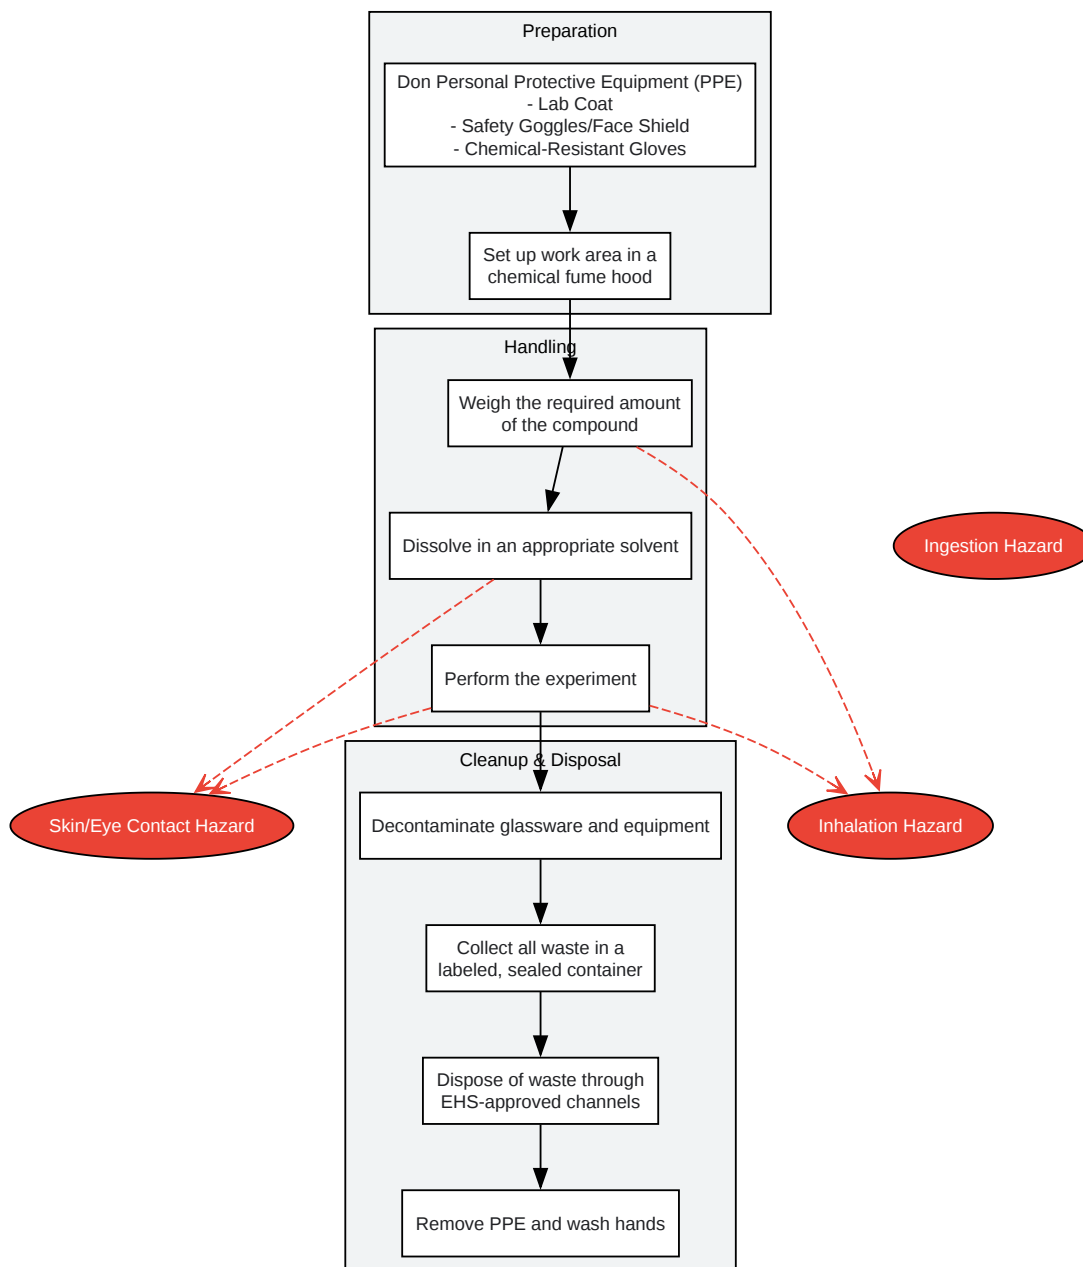 Preparation
Don Personal Protective Equipment (PPE)
- Lab Coat
- Safety Goggles/Face Shield
- Chemical-Resistant Gloves
Set up work area in a
chemical fume hood
Handling
Weigh the required amount
of the compound
Dissolve in an appropriate solvent
Ingestion Hazard
Perform the experiment
Cleanup & Disposal
Skin/Eye Contact Hazard
Decontaminate glassware and equipment
Inhalation Hazard
Collect all waste in a
labeled, sealed container
Dispose of waste through
EHS-approved channels
Remove PPE and wash hands